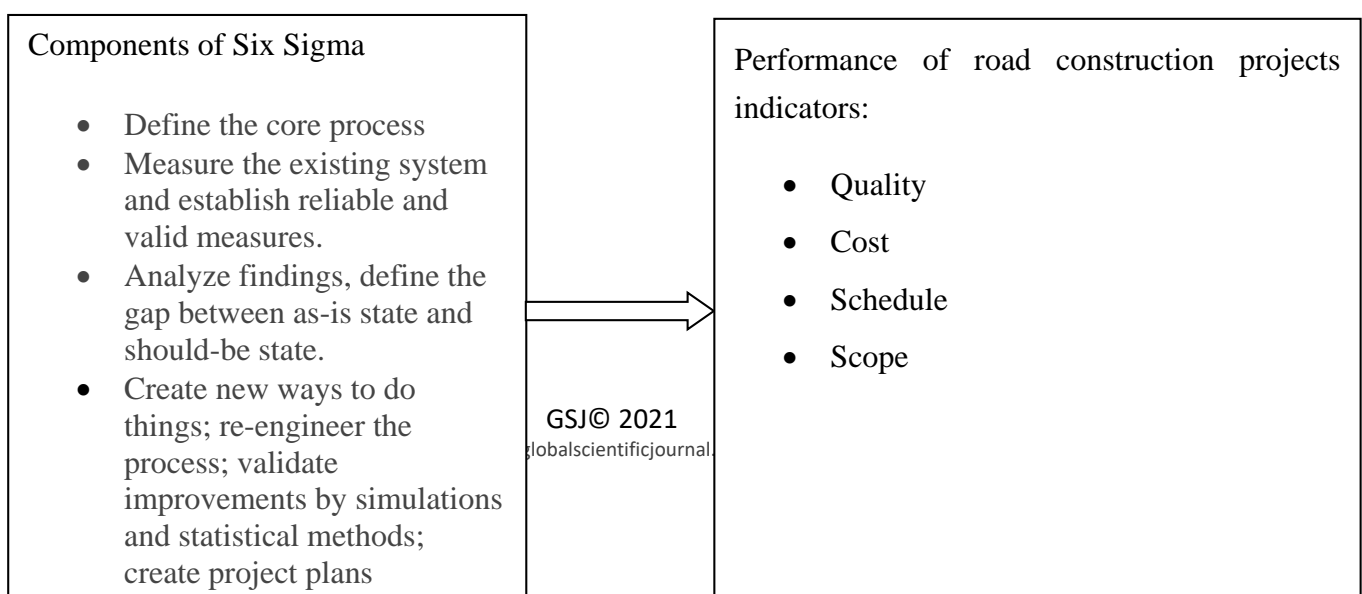 Components of Six Sigma
• Define the core process
• Measure the existing system
and establish reliable and
valid measures.
• Analyze findings, define the
gap between as-is state and
should-be state.
• Create new ways to do
things; re-engineer the
process; validate
improvements by simulations
and statistical methods;
create project plans
GSJ© 2021
globalscientificjournal.
Performance of road construction projects
indicators:
• Quality
• Cost
• Schedule
• Scope